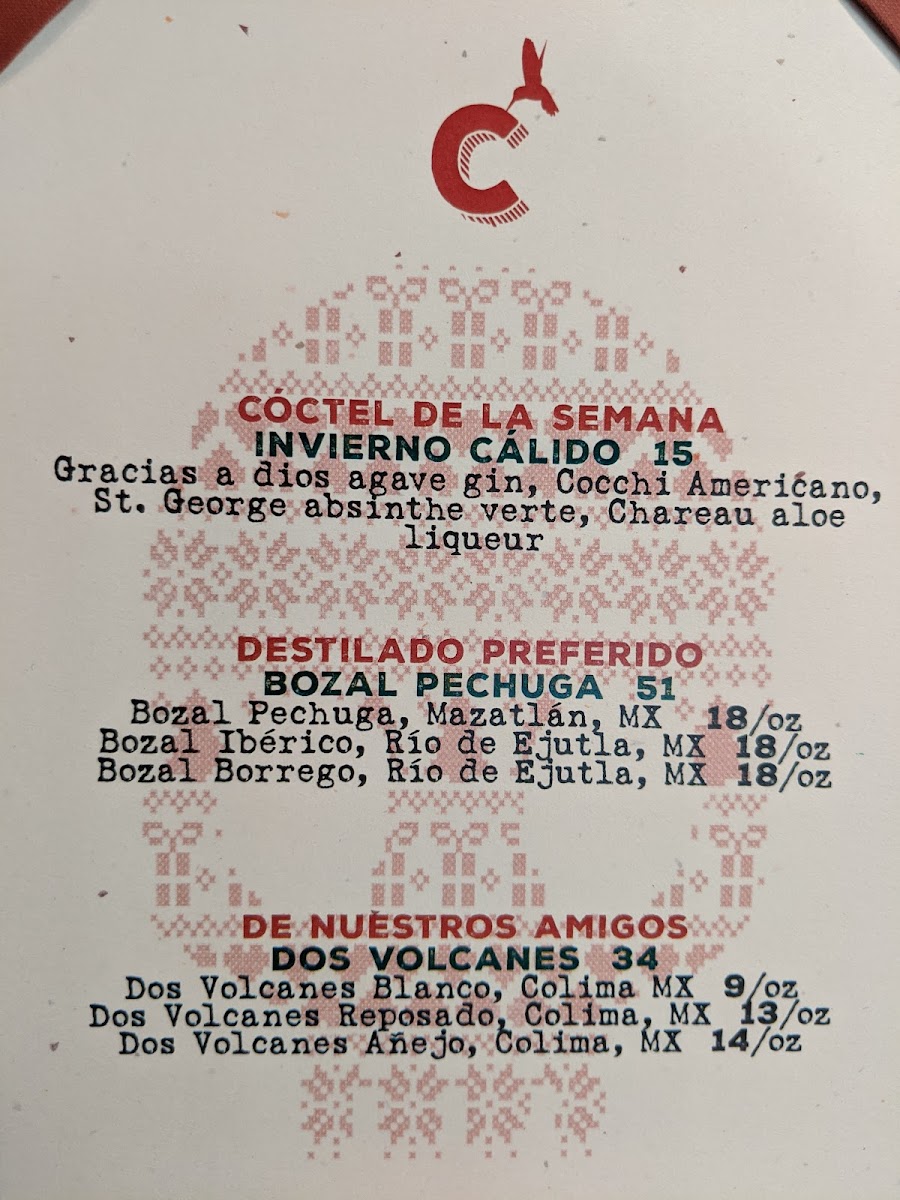 C
CÓCTEL DE LA SEMANA
INVIERNO CÁLIDO 15
Gracias a dios agave gin, Cocchi Americano,
St. George absinthe verte, Chareau aloe
liqueur
DESTILADO PREFERIDO
BOZAL PECHUGA 51
Bozal Pechuga, Mazatlán, MX 18/oz
Bozal Ibérico, Río de Ejutla, MX 18/oz
Bozal Borrego, Río de Ejutla, MX 18/oz
DE NUESTROS AMIGOS
DOS VOLCANES 34
Dos Volcanes Blanco, Colima MX 9/oz
Dos Volcanes Reposado, Colima, MX 13/oz
Dos Volcanes Añejo, Colima, MX 14/oz